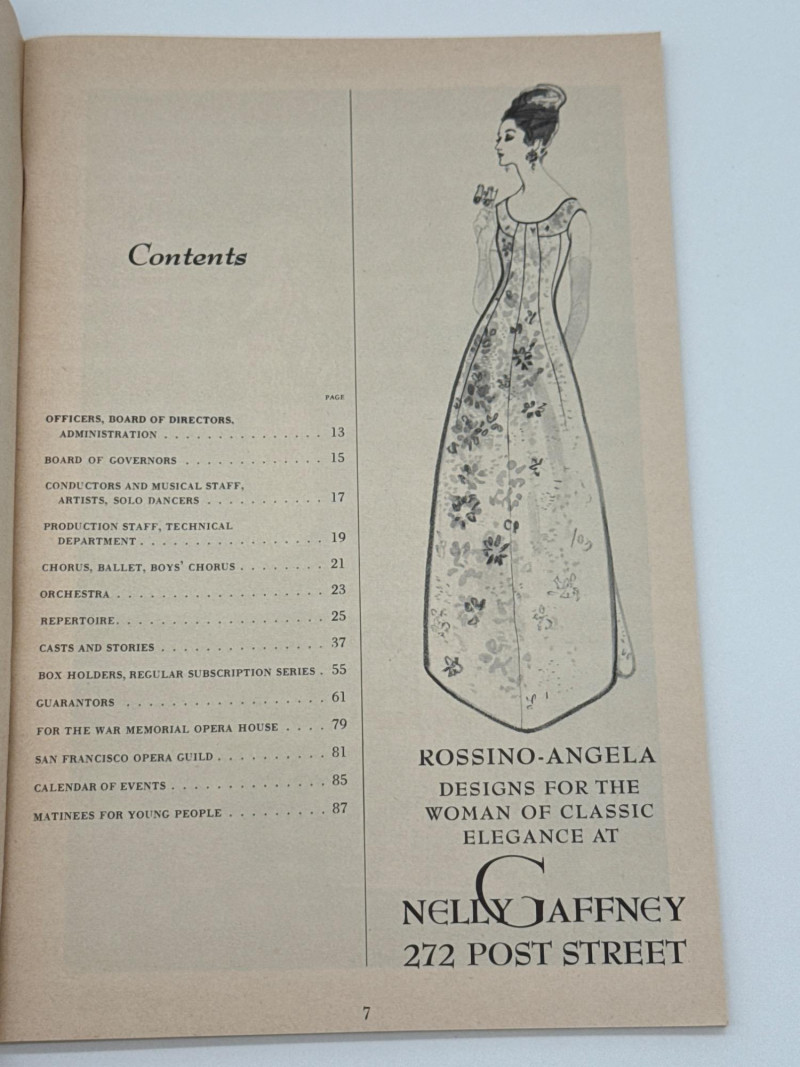 Contents
PAGE
OFFICERS, BOARD OF DIRECTORS,
ADMINISTRATION . . . . . . . . . . . . . . . 13
BOARD OF GOVERNORS . . . . . . . . . . . . . 15
CONDUCTORS AND MUSICAL STAFF,
ARTISTS, SOLO DANCERS . . . . . . . . . . . 17
PRODUCTION STAFF, TECHNICAL
DEPARTMENT . . . . . . . . . . . . . . . . . 19
CHORUS, BALLET, BOYS' CHORUS . . . . . . . . 21
ORCHESTRA . . . . . . . . . . . . . . . . . . 23
REPERTOIRE. . . . . . . . . . . . . . . . . . 25
CASTS AND STORIES . . . . . . . . . . . . . . 37
BOX HOLDERS, REGULAR SUBSCRIPTION SERIES . 55
GUARANTORS . . . . . . . . . . . . . . . . . 61
FOR THE WAR MEMORIAL OPERA HOUSE . . . . 79
SAN FRANCISCO OPERA GUILD . . . . . . . . . . 81
CALENDAR OF EVENTS . . . . . . . . . . . . . . 85
MATINEES FOR YOUNG PEOPLE . . . . . . . . . 87
ROSSINO-ANGELA
DESIGNS FOR THE
WOMAN OF CLASSIC
ELEGANCE AT
NELLY GAFFNEY
272 POST STREET
7